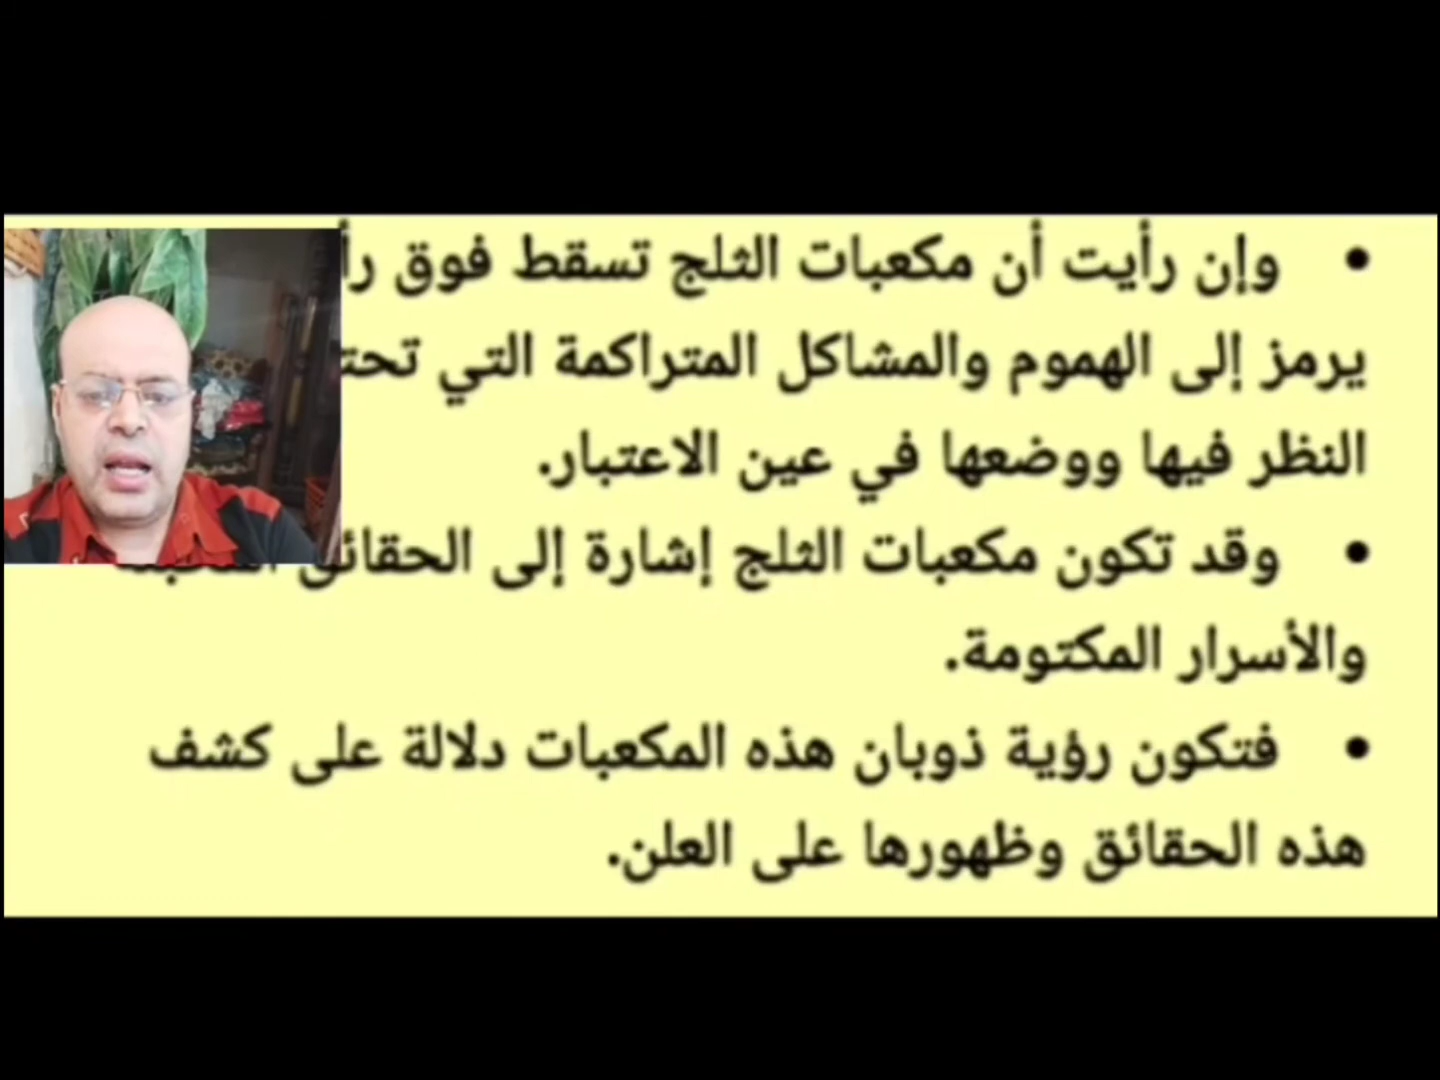 • وإن رأيت أن مكعبات الثلج تسقط فوق
يرمز إلى الهموم والمشاكل المتراكمة التي
النظر فيها ووضعها في عين الاعتبار.
• وقد تكون مكعبات الثلج إشارة إلى الحقائق
والأسرار المكتومة.
• فتكون رؤية ذوبان هذه المكعبات دلالة على كشف
هذه الحقائق وظهورها على العلن.